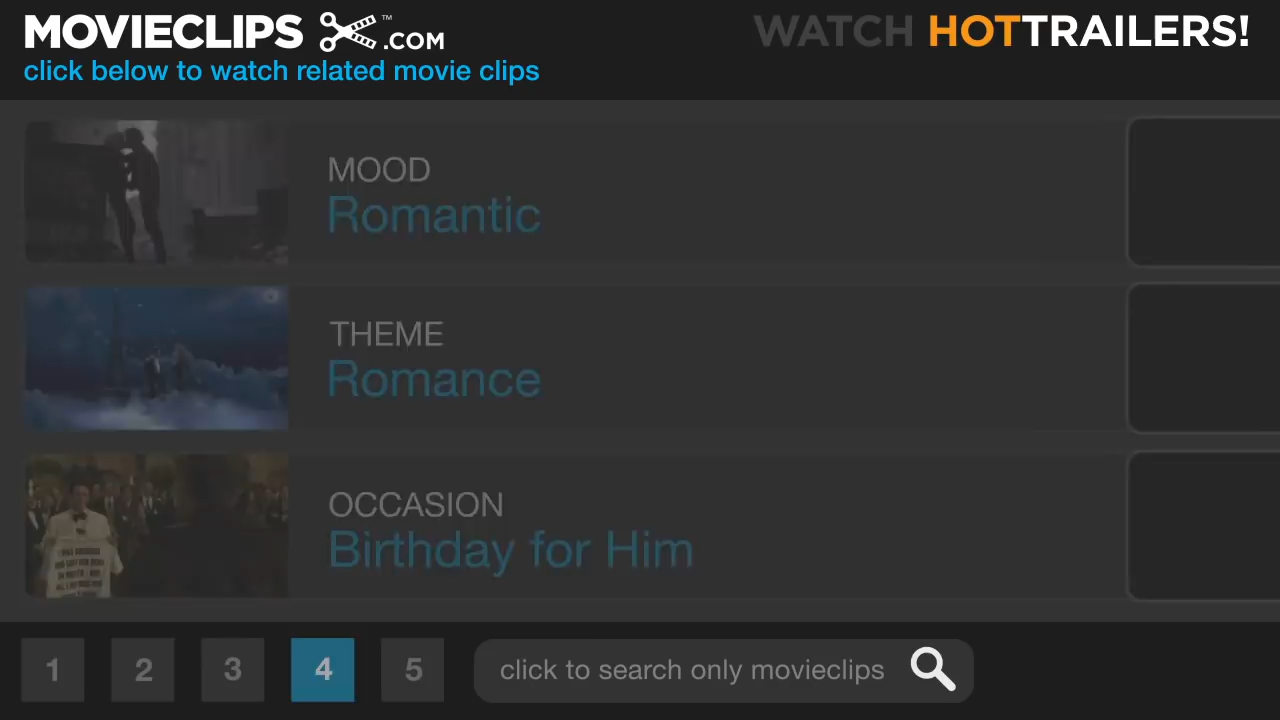 MOVIECLIPS ™ .COM
WATCH HOTTRAILERS!
click below to watch related movie clips
MOOD
Romantic
THEME
Romance
OCCASION
Birthday for Him
1 2 3 4 5
click to search only movieclips